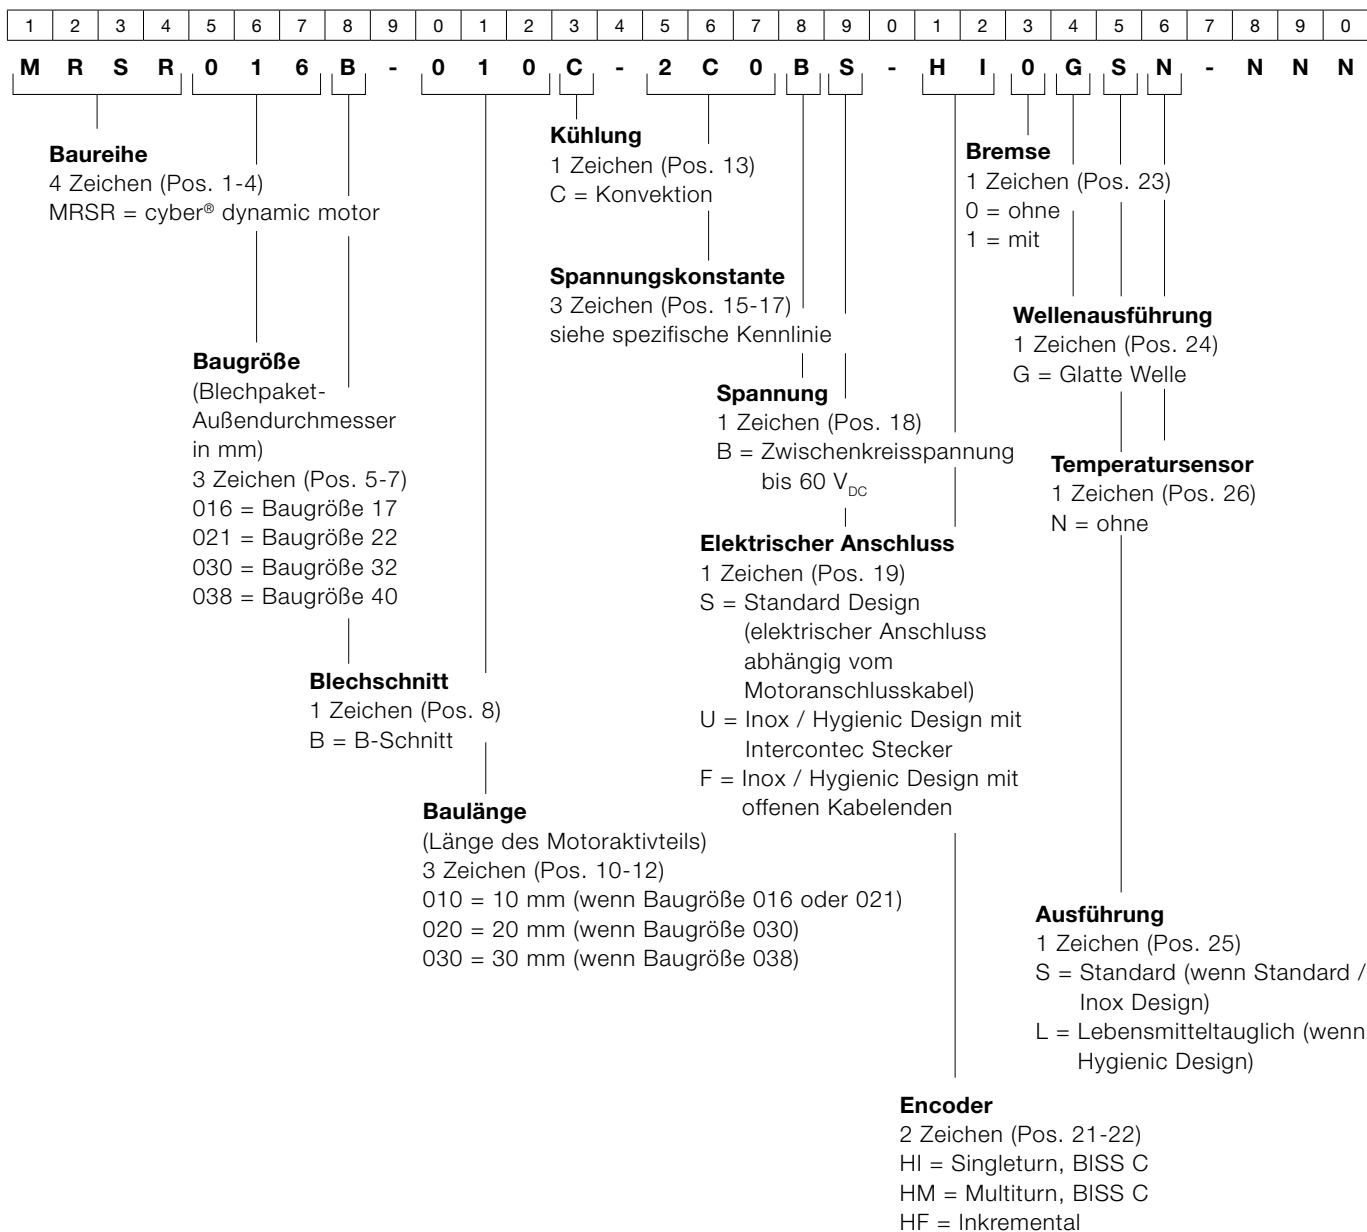 1 2 3 4 5 6 7 8 9 0 1 2 3 4 5 6 7 8 9 0 1 2 3 4 5 6 7 8 9 0
M R S R 0 1 6 B - 0 1 0 C - 2 C 0 B S - H I 0 G S N - N N N
Baureihe
4 Zeichen (Pos. 1-4)
MRSR = cyber® dynamic motor
Kühlung
1 Zeichen (Pos. 13)
C = Konvektion
Bremse
1 Zeichen (Pos. 23)
0 = ohne
1 = mit
Spannungskonstante
3 Zeichen (Pos. 15-17)
siehe spezifische Kennlinie
Wellenausführung
1 Zeichen (Pos. 24)
G = Glatte Welle
Baugröße
(Blechpaket-
Außendurchmesser
in mm)
3 Zeichen (Pos. 5-7)
016 = Baugröße 17
021 = Baugröße 22
030 = Baugröße 32
038 = Baugröße 40
Spannung
1 Zeichen (Pos. 18)
B = Zwischenkreisspannung
bis 60 VDC
Temperatursensor
1 Zeichen (Pos. 26)
N = ohne
Elektrischer Anschluss
1 Zeichen (Pos. 19)
S = Standard Design
(elektrischer Anschluss
abhängig vom
Motoranschlusskabel)
U = Inox / Hygienic Design mit
Intercontec Stecker
F = Inox / Hygienic Design mit
offenen Kabelenden
Blechschnitt
1 Zeichen (Pos. 8)
B = B-Schnitt
Baulänge
(Länge des Motoraktivteils)
3 Zeichen (Pos. 10-12)
010 = 10 mm (wenn Baugröße 016 oder 021)
020 = 20 mm (wenn Baugröße 030)
030 = 30 mm (wenn Baugröße 038)
Ausführung
1 Zeichen (Pos. 25)
S = Standard (wenn Standard /
Inox Design)
L = Lebensmitteltauglich (wenn
Hygienic Design)
Encoder
2 Zeichen (Pos. 21-22)
HI = Singleturn, BISS C
HM = Multiturn, BISS C
HF = Inkremental